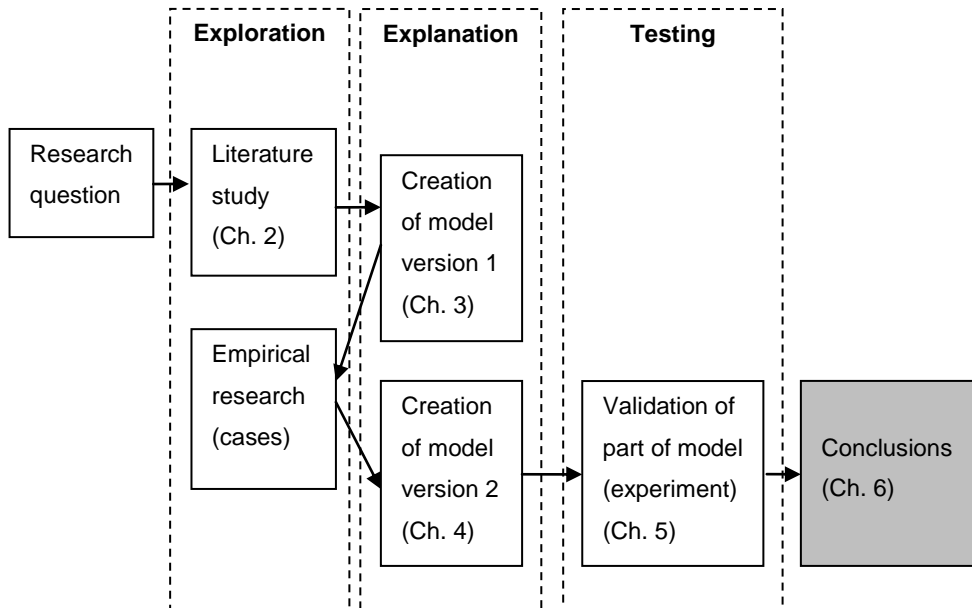 Exploration
Explanation
Testing
Research
question
Literature
study
(Ch. 2)
Creation
of model
version 1
(Ch. 3)
Empirical
research
(cases)
Creation
of model
version 2
(Ch. 4)
Validation of
part of model
(experiment)
(Ch. 5)
Conclusions
(Ch. 6)